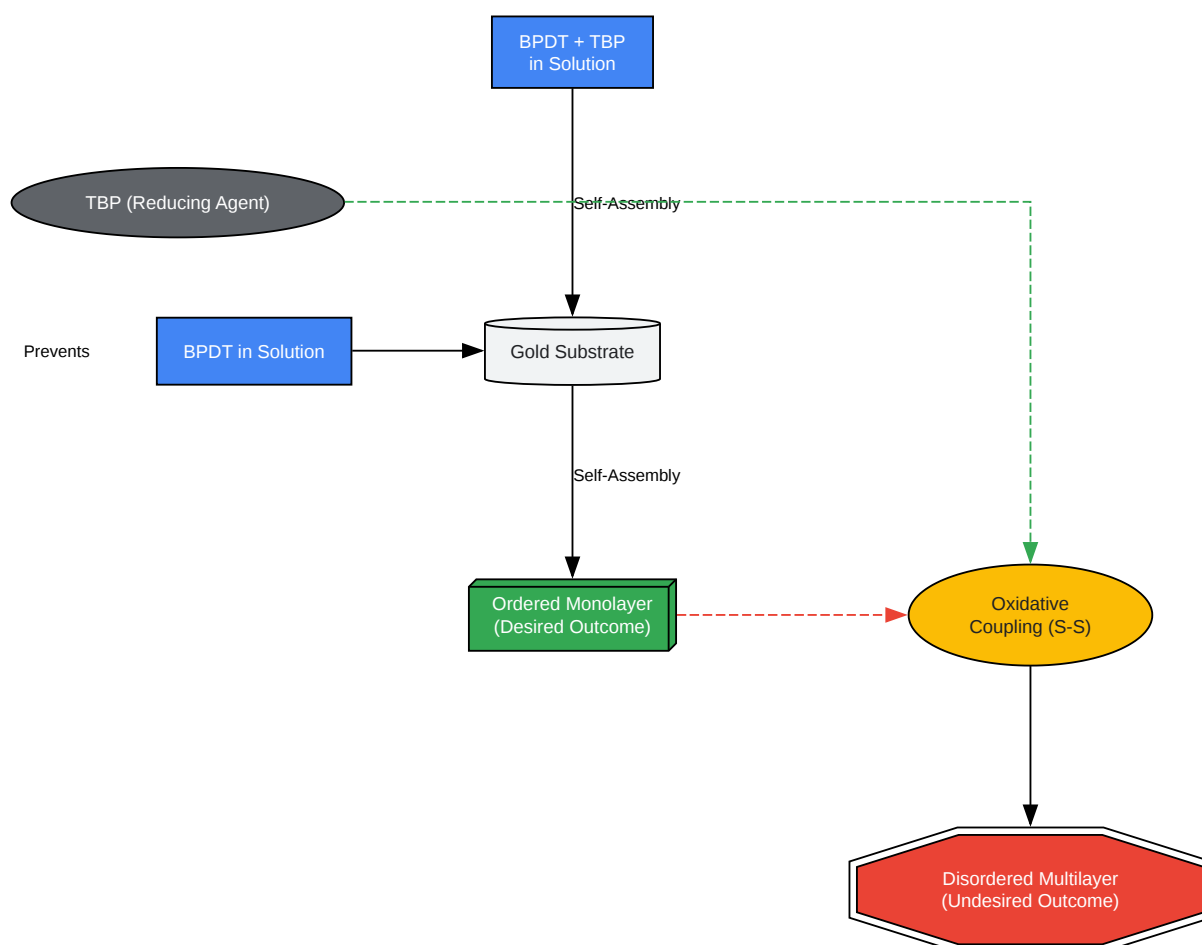 BPDT + TBP
in Solution
TBP (Reducing Agent)
Self-Assembly
Prevents
BPDT in Solution
Gold Substrate
Self-Assembly
Ordered Monolayer
(Desired Outcome)
Oxidative
Coupling (S-S)
Disordered Multilayer
(Undesired Outcome)